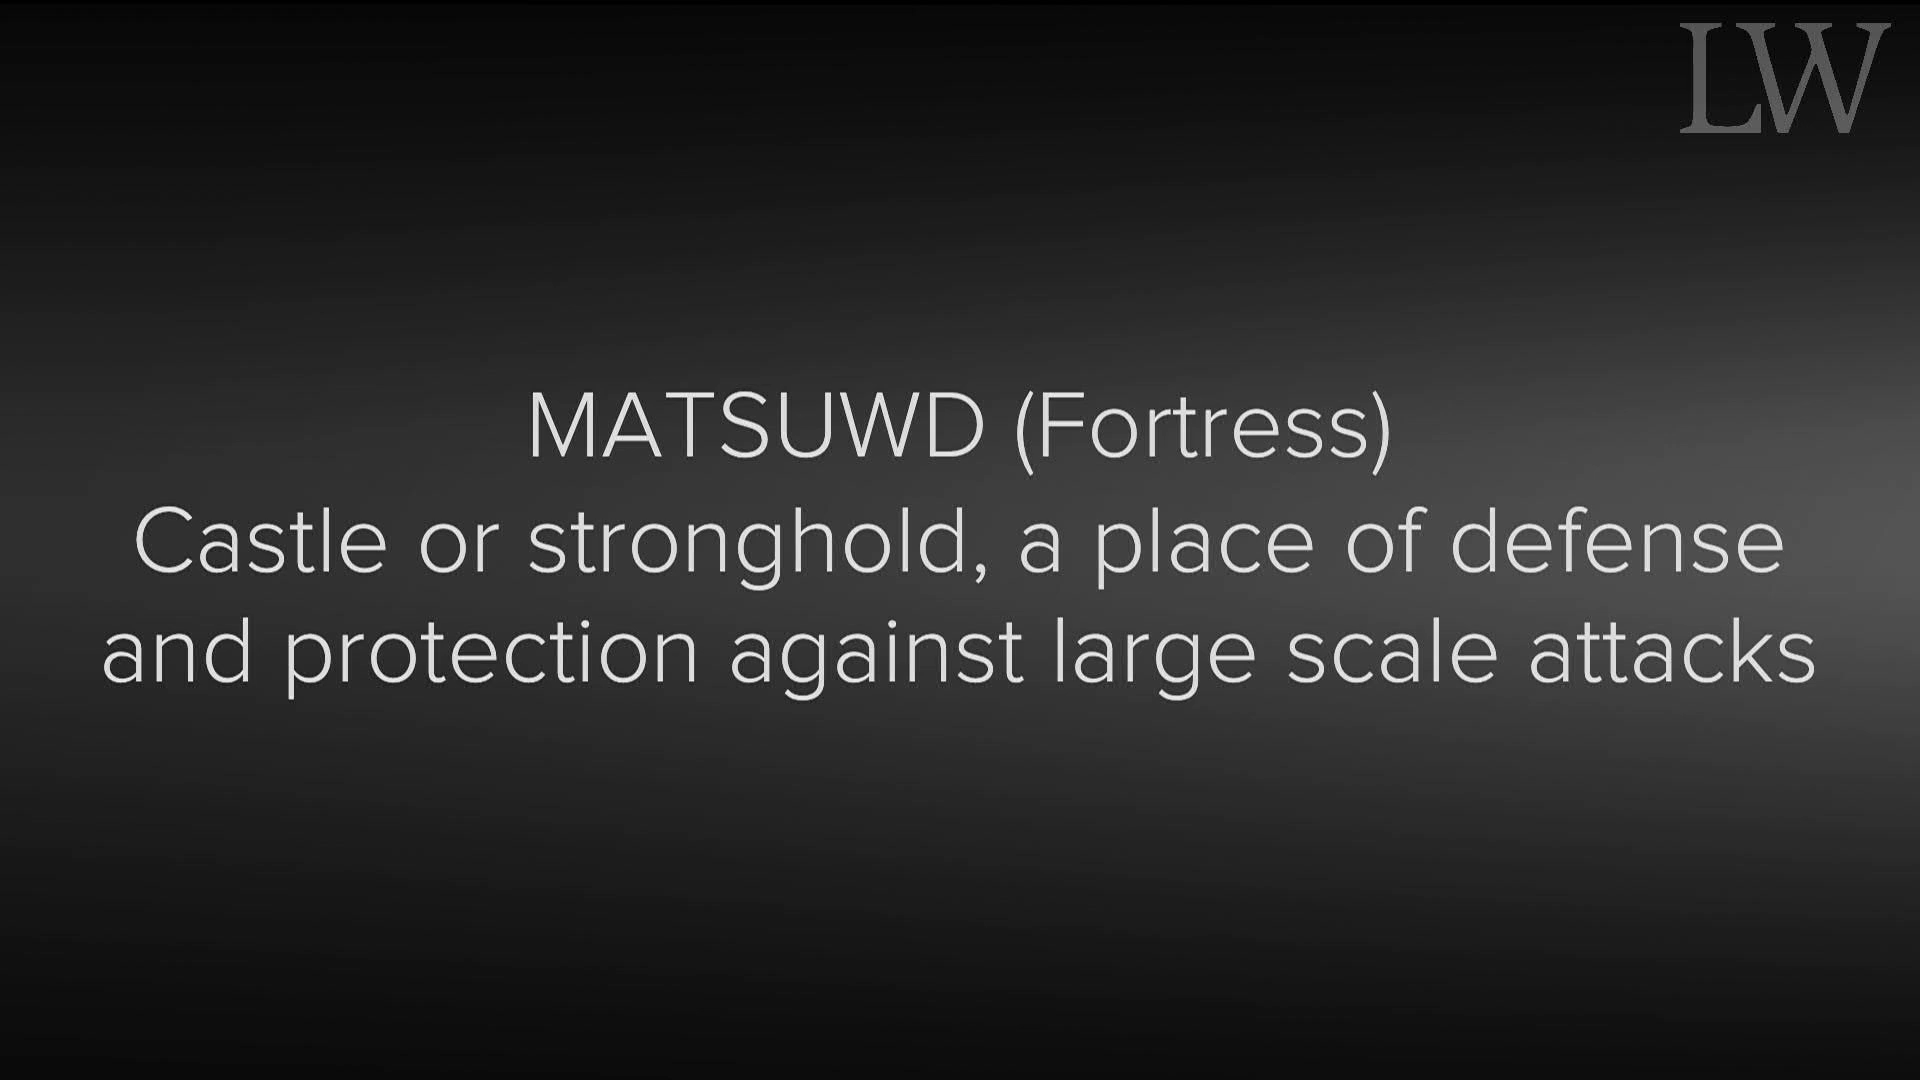 LW
MATSUWD (Fortress)
Castle or stronghold, a place of defense
and protection against large scale attacks